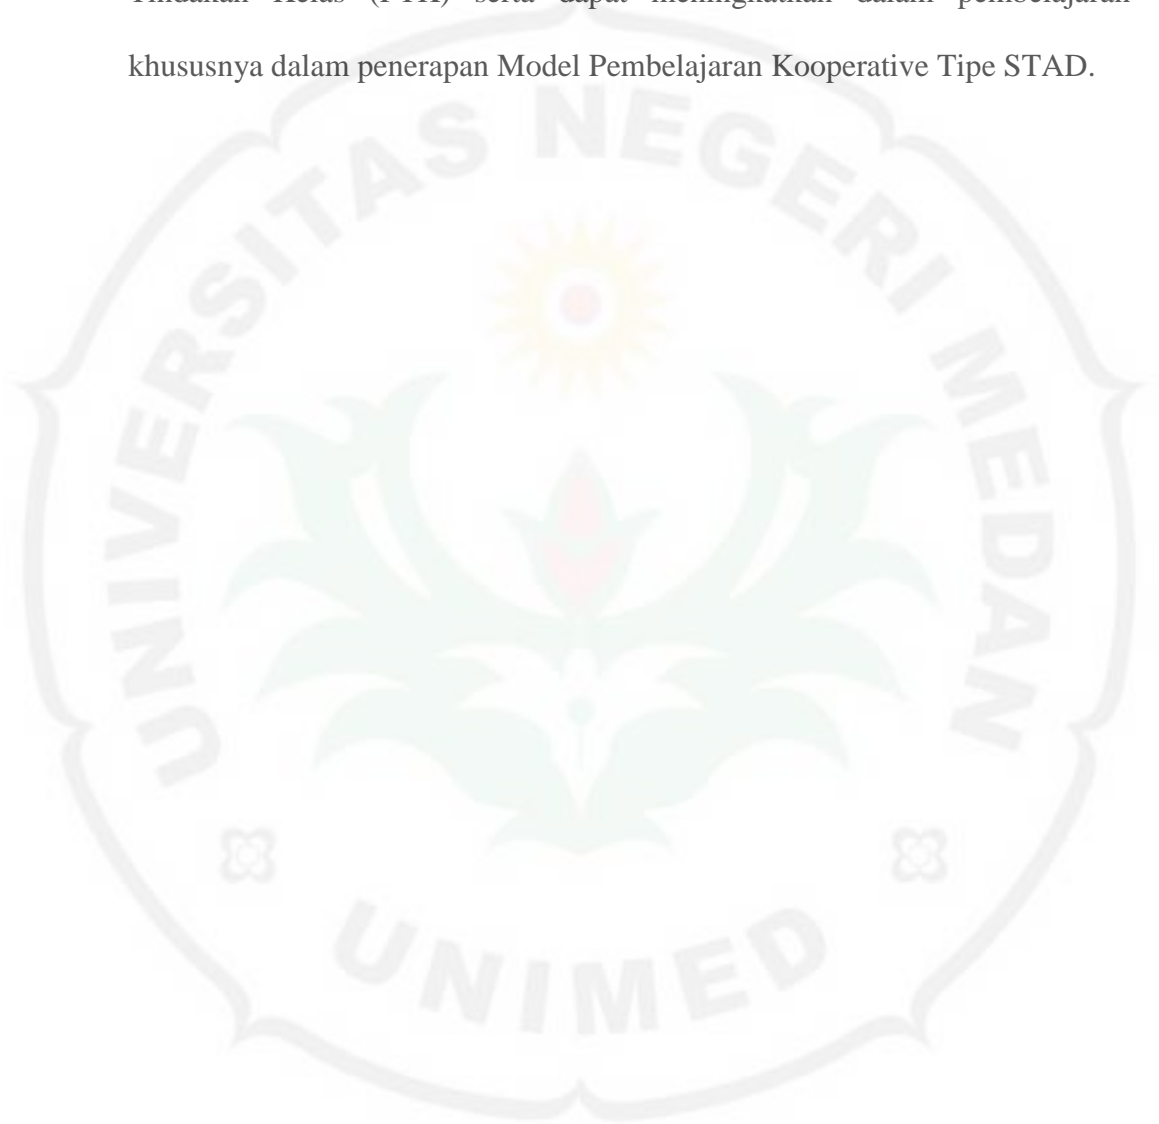 Tindakan Kelas (PTK) serta dapat meningkatkan dalam pembelajaran
khususnya dalam penerapan Model Pembelajaran Kooperative Tipe STAD.
UNIVERSITAS NEGERI MEDAN
UNIMED